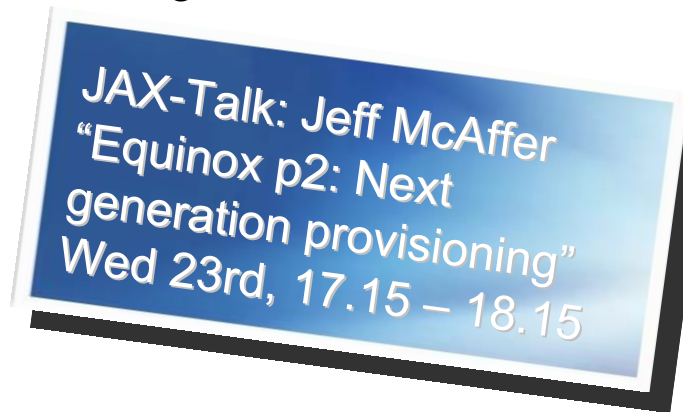 JAX-Talk: Jeff McAffer
“Equinox p2: Next
generation provisioning”
Wed 23rd, 17.15 – 18.15